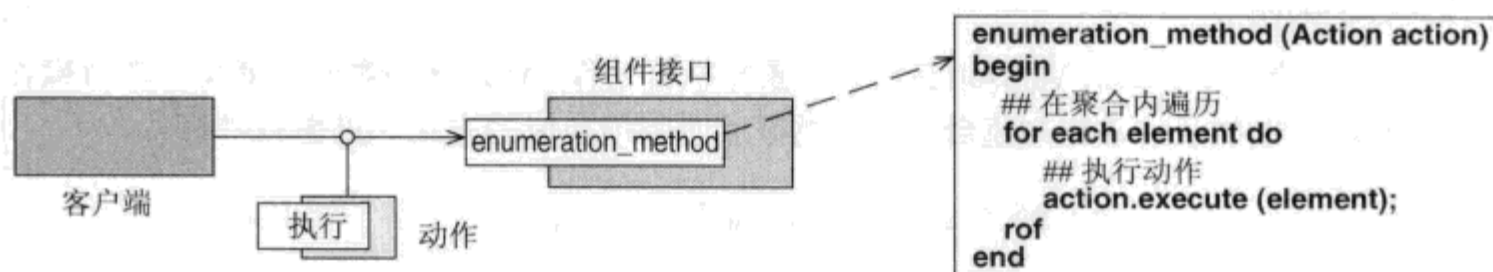 客户端
执行
动作
组件接口
enumeration_method
enumeration_method (Action action)
begin
## 在聚合内遍历
for each element do
## 执行动作
action.execute (element);
rof
end